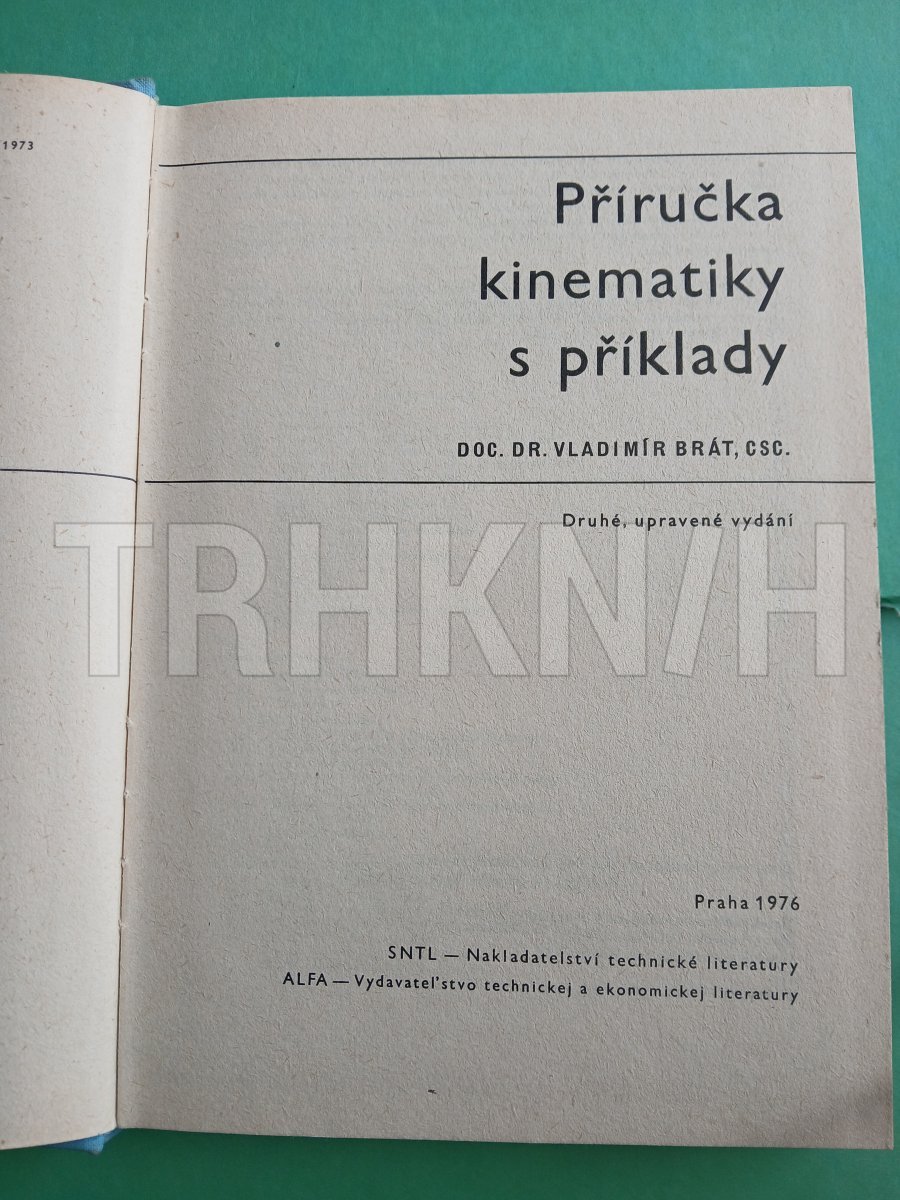 1973
Příručka
kinematiky
s příklady
DOC. DR. VLADIMÍR BRÁT, CSC.
Druhé, upravené vydání
TRHKNIH
Praha 1976
SNTL — Nakladatelství technické literatury
ALFA — Vydavateľstvo technickej a ekonomickej literatury